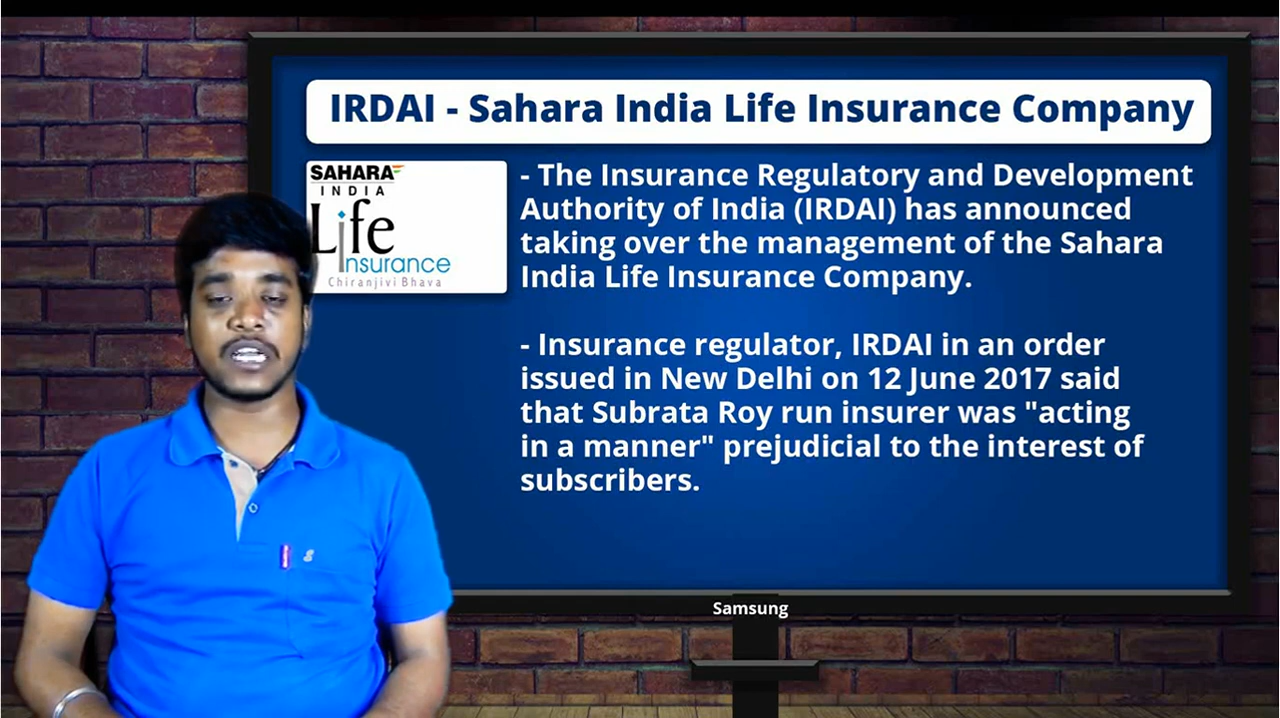 IRDAI - Sahara India Life Insurance Company
SAHARA
INDIA
Life
Insurance
Chiranjivi Bhava
- The Insurance Regulatory and Development
Authority of India (IRDAI) has announced
taking over the management of the Sahara
India Life Insurance Company.
- Insurance regulator, IRDAI in an order
issued in New Delhi on 12 June 2017 said
that Subrata Roy run insurer was "acting
in a manner" prejudicial to the interest of
subscribers.
Samsung